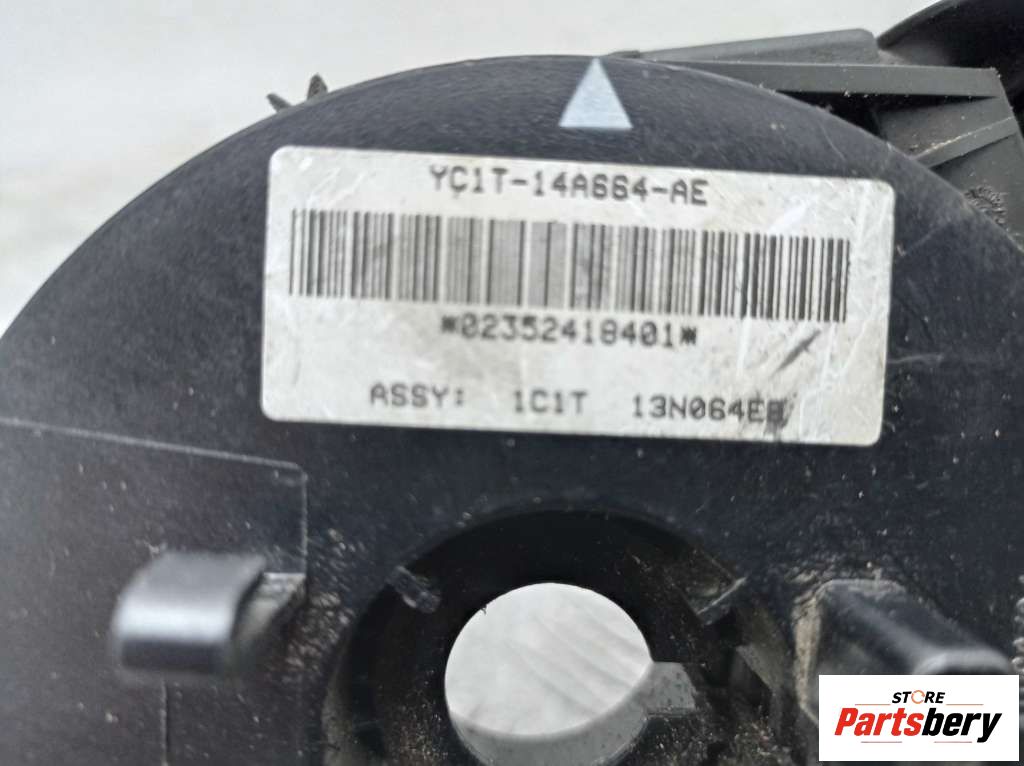 YC1T-14A664-AE
*02352418401*
ASSY: 1C1T 13N064EB
STORE
Partsbery